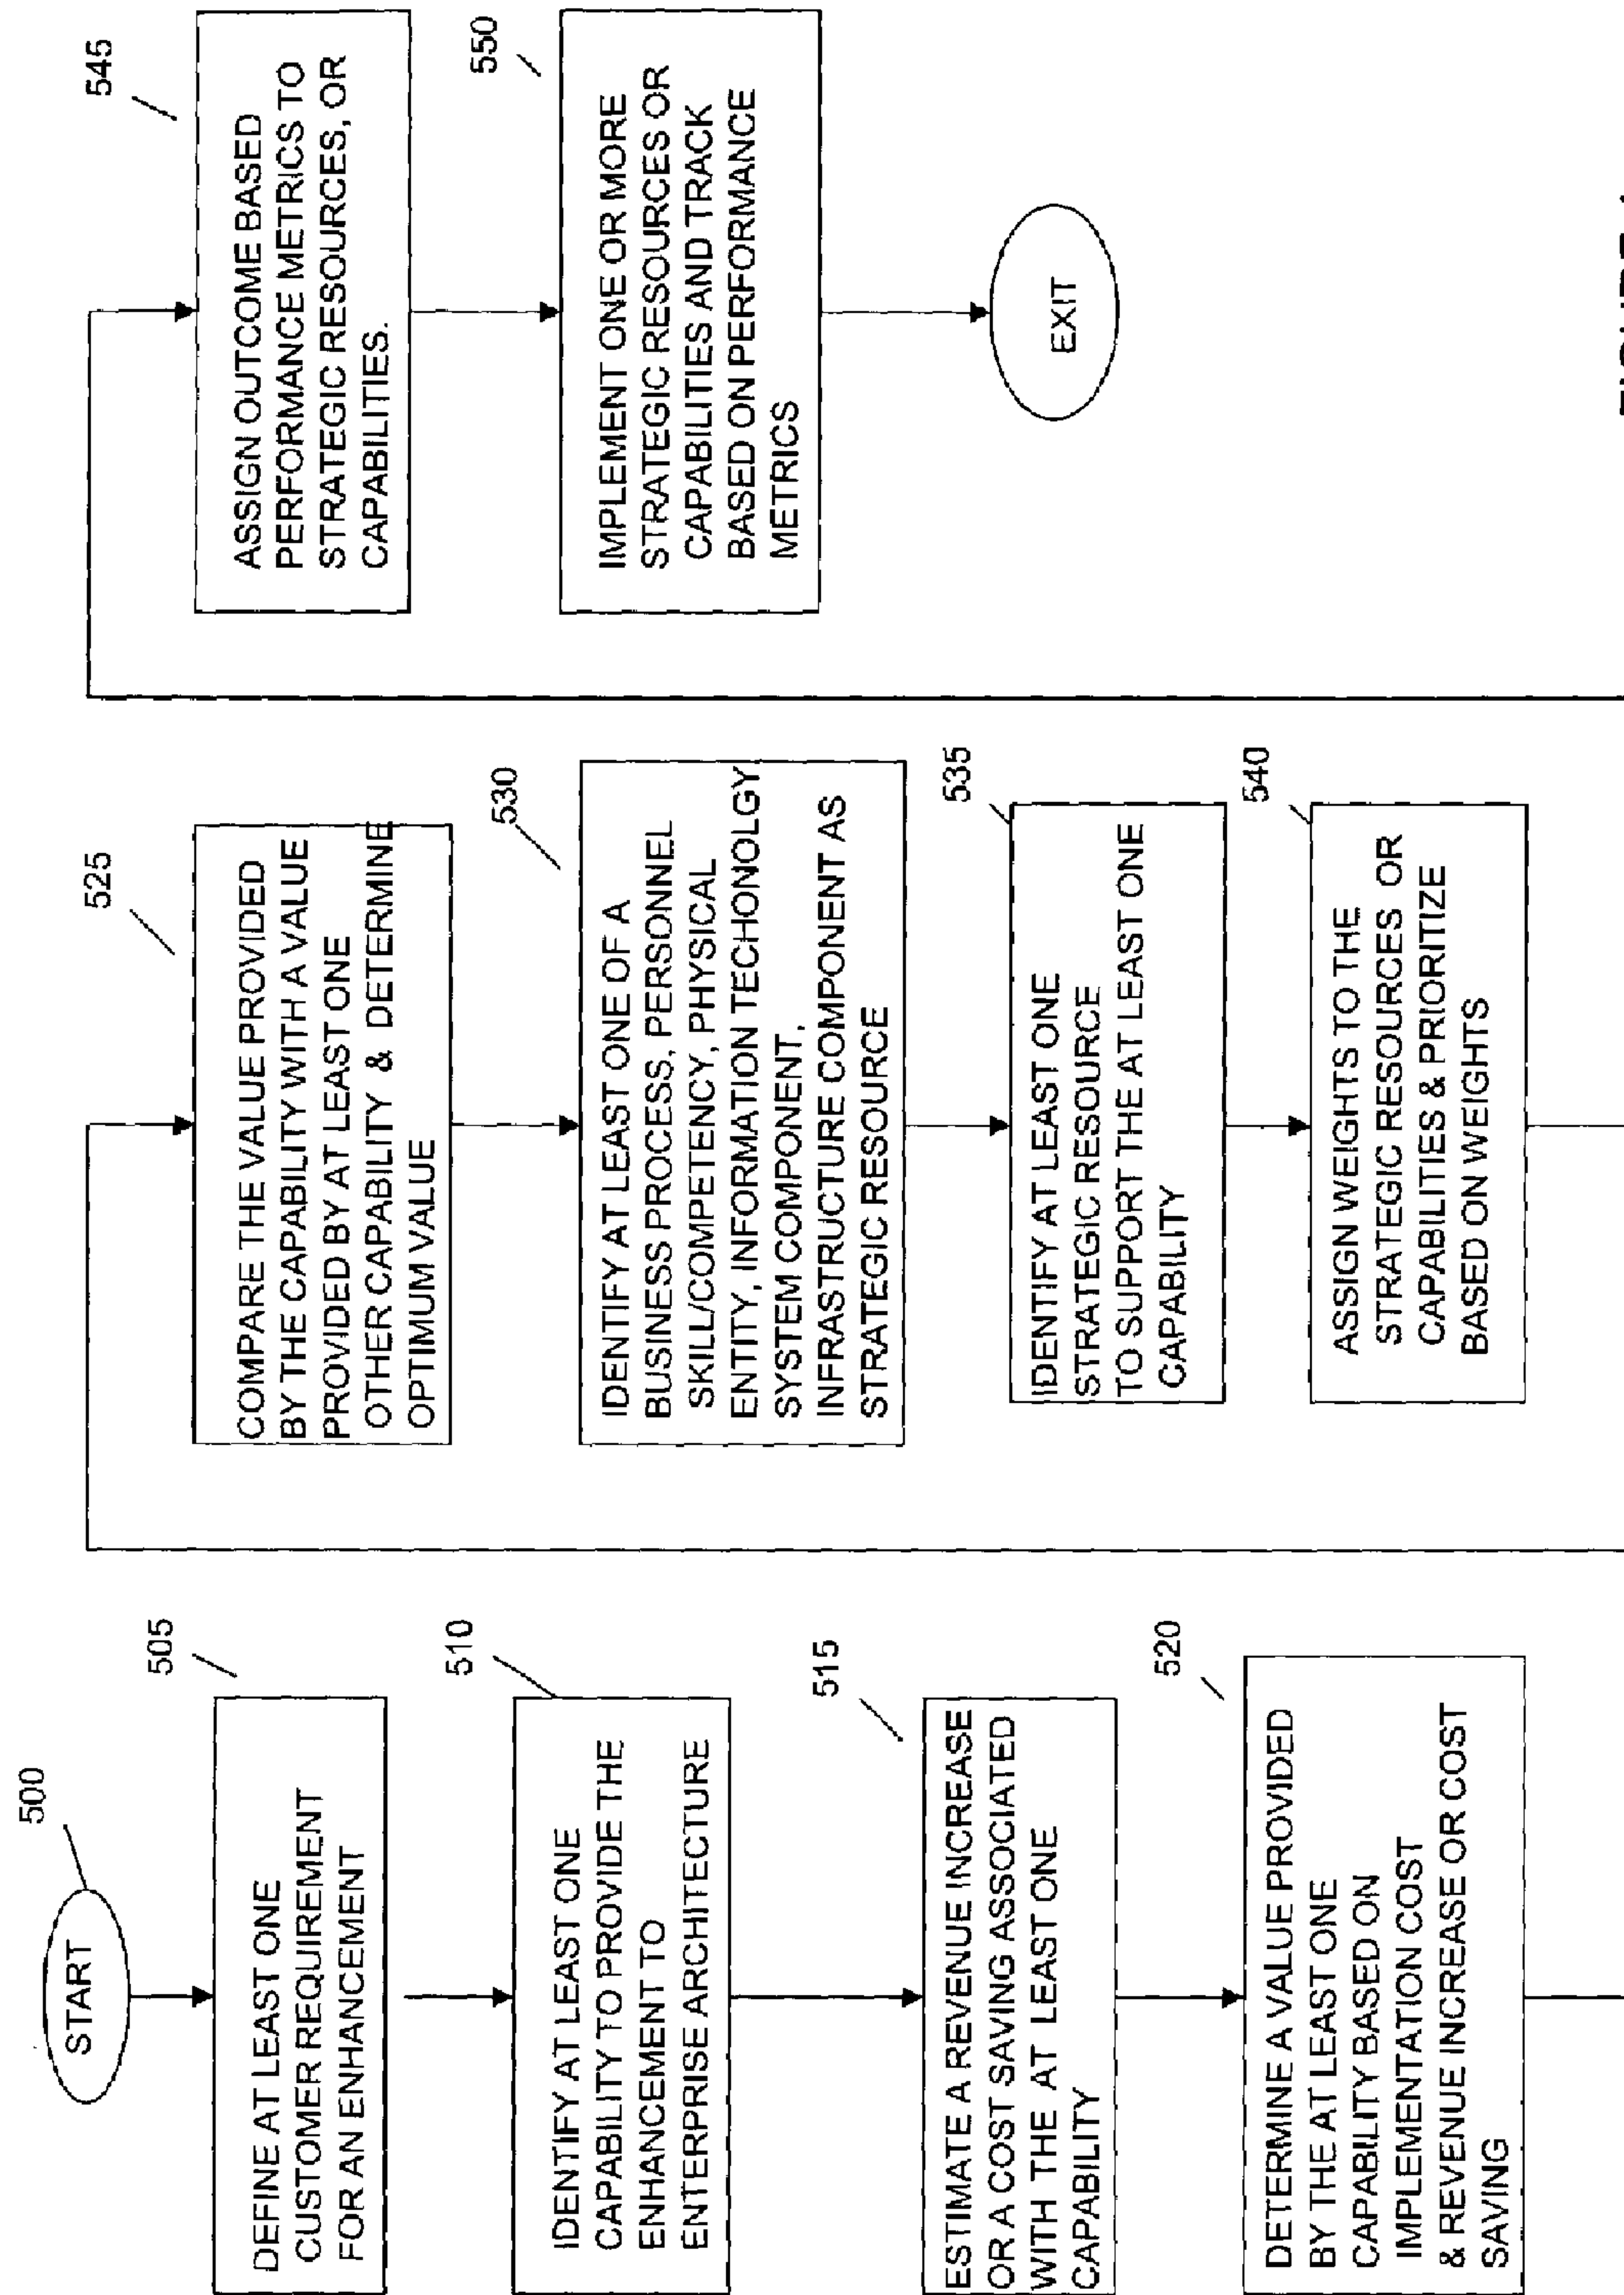 500
START
505
DEFINE AT LEAST ONE
CUSTOMER REQUIREMENT
FOR AN ENHANCEMENT
510
IDENTIFY AT LEAST ONE
CAPABILITY TO PROVIDE THE
ENHANCEMENT TO
ENTERPRISE ARCHITECTURE
515
ESTIMATE A REVENUE INCREASE
OR A COST SAVING ASSOCIATED
WITH THE AT LEAST ONE
CAPABILITY
520
DETERMINE A VALUE PROVIDED
BY THE AT LEAST ONE
CAPABILITY BASED ON
IMPLEMENTATION COST
& REVENUE INCREASE OR COST
SAVING
525
COMPARE THE VALUE PROVIDED
BY THE CAPABILITY WITH A VALUE
PROVIDED BY AT LEAST ONE
OTHER CAPABILITY & DETERMINE
OPTIMUM VALUE
530
IDENTIFY AT LEAST ONE OF A
BUSINESS PROCESS, PERSONNEL
SKILL/COMPETENCY, PHYSICAL
ENTITY, INFORMATION TECHONOLGY
SYSTEM COMPONENT,
INFRASTRUCTURE COMPONENT AS
STRATEGIC RESOURCE
535
IDENTIFY AT LEAST ONE
STRATEGIC RESOURCE
TO SUPPORT THE AT LEAST ONE
CAPABILITY
540
ASSIGN WEIGHTS TO THE
STRATEGIC RESOURCES OR
CAPABILITIES & PRIORITIZE
BASED ON WEIGHTS
545
ASSIGN OUTCOME BASED
PERFORMANCE METRICS TO
STRATEGIC RESOURCES, OR
CAPABILITIES.
550
IMPLEMENT ONE OR MORE
STRATEGIC RESOURCES OR
CAPABILITIES AND TRACK
BASED ON PERFORMANCE
METRICS
EXIT